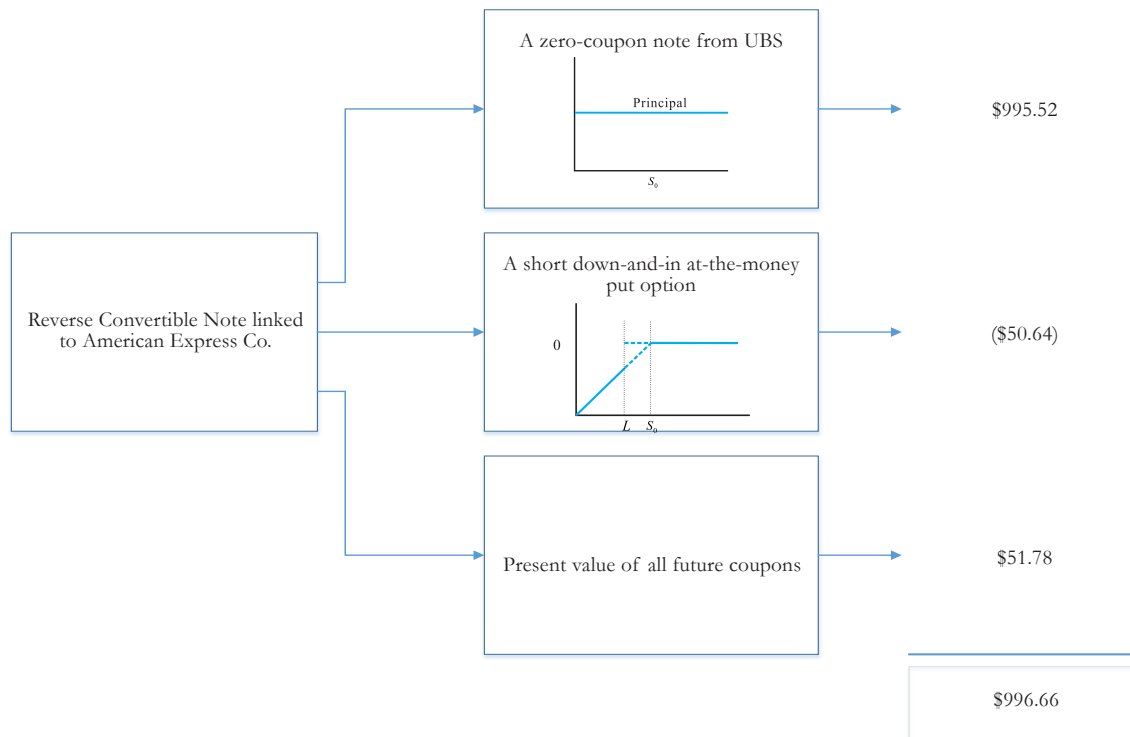 A zero-coupon note from UBS
Principal
S₀
$995.52
Reverse Convertible Note linked
to American Express Co.
A short down-and-in at-the-money
put option
0
L S₀
($50.64)
Present value of all future coupons
$51.78
$996.66